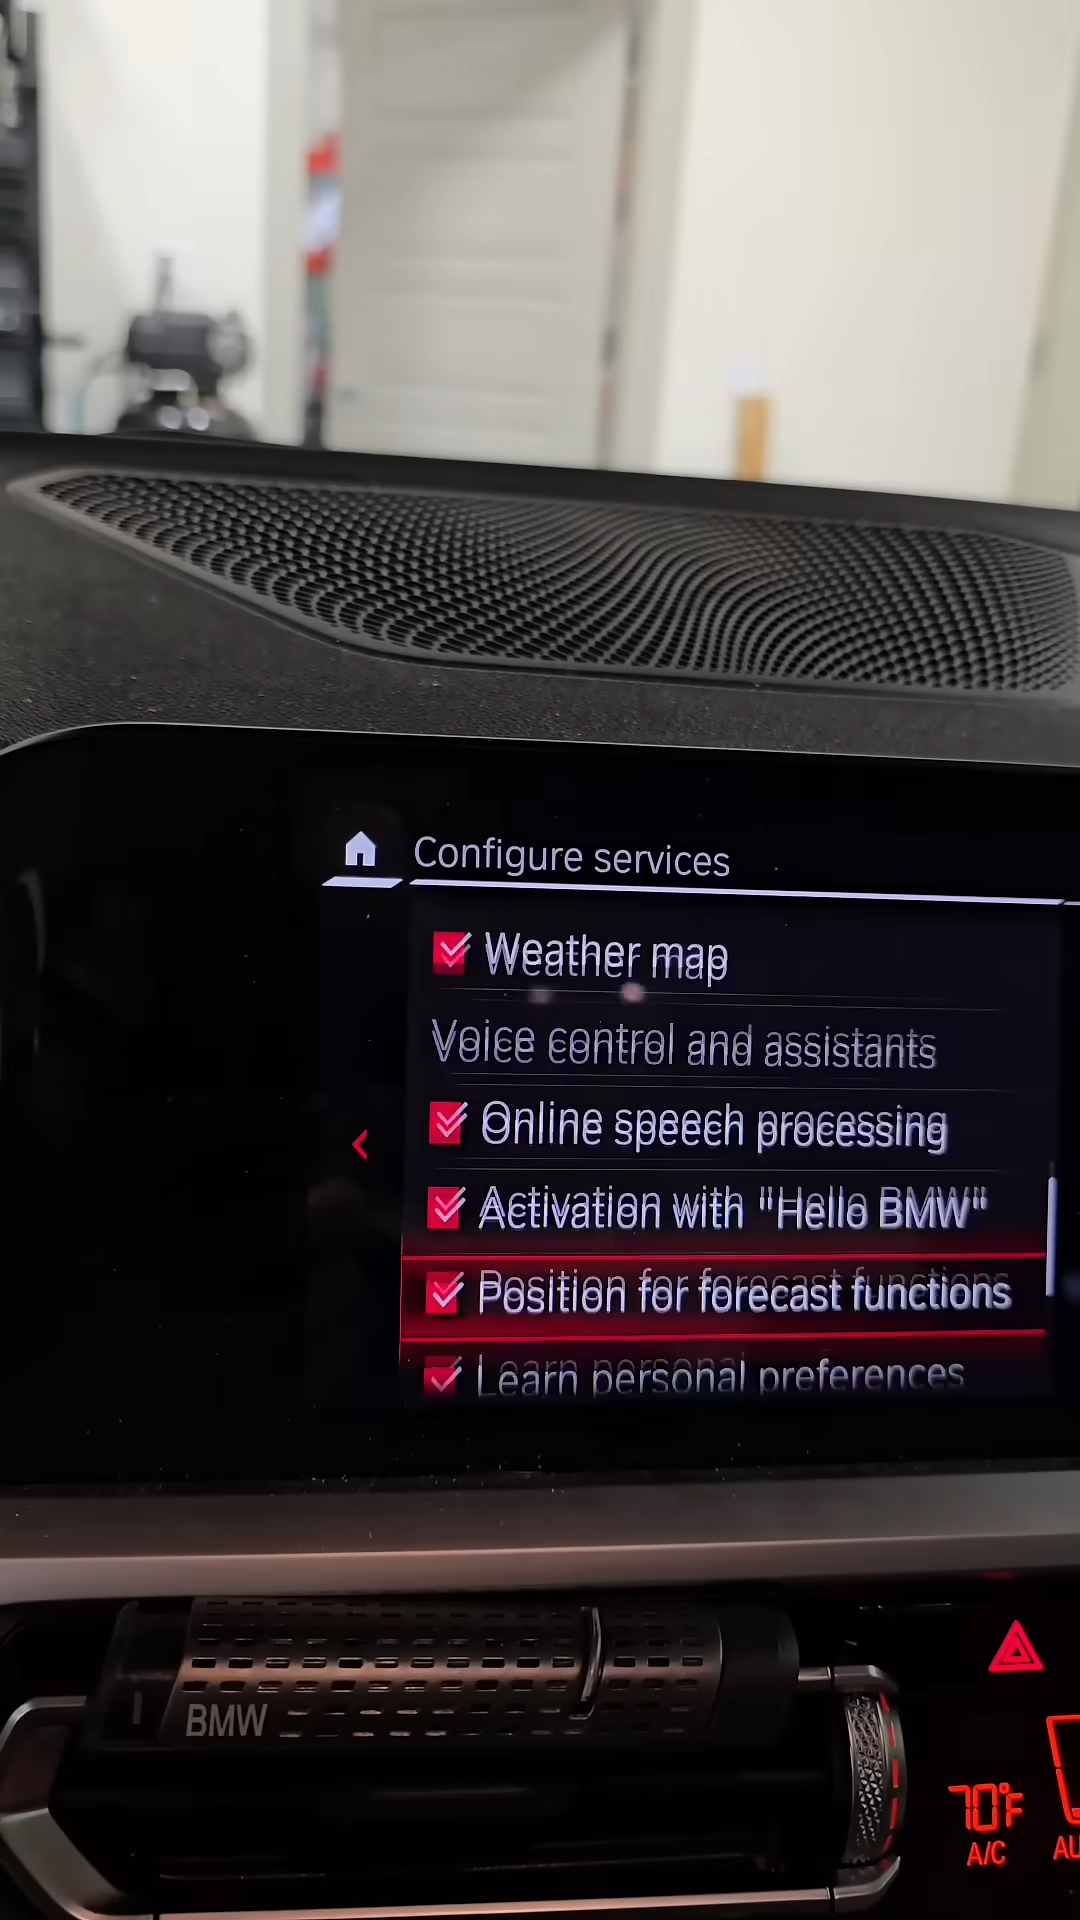 Configure services
Weather map
Voice control and assistants
Online speech processing
Activation with "Hello BMW"
Position for forecast functions
Learn personal preferences
BMW
70°F
A/C
AU